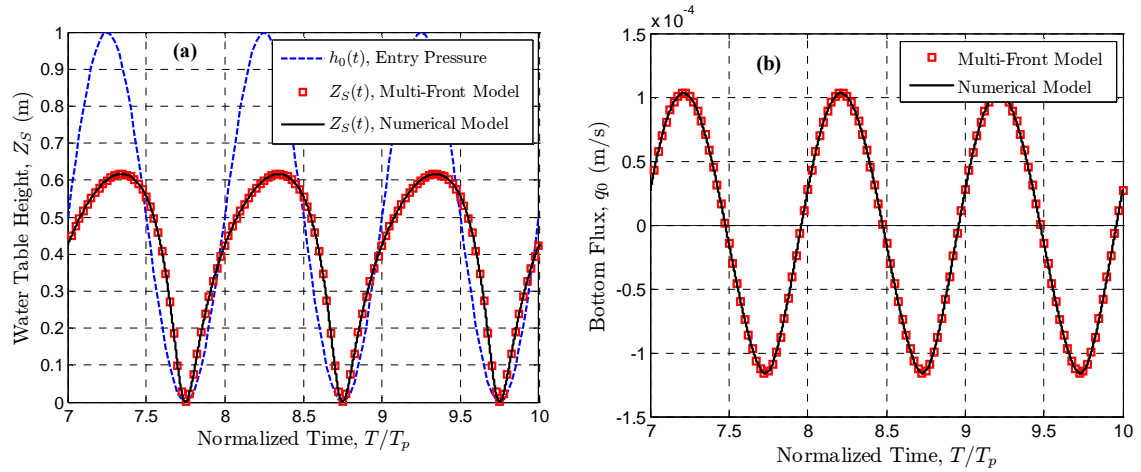 (a)
h₀(t), Entry Pressure
Z_S(t), Multi-Front Model
Z_S(t), Numerical Model
Water Table Height, Z_S (m)
1
0.9
0.8
0.7
0.6
0.5
0.4
0.3
0.2
0.1
0
7
7.5
8
8.5
9
9.5
10
Normalized Time, T/T_p
x 10⁻⁴
(b)
Multi-Front Model
Numerical Model
Bottom Flux, q₀ (m/s)
1.5
1
0.5
0
-0.5
-1
-1.5
7
7.5
8
8.5
9
9.5
10
Normalized Time, T/T_p